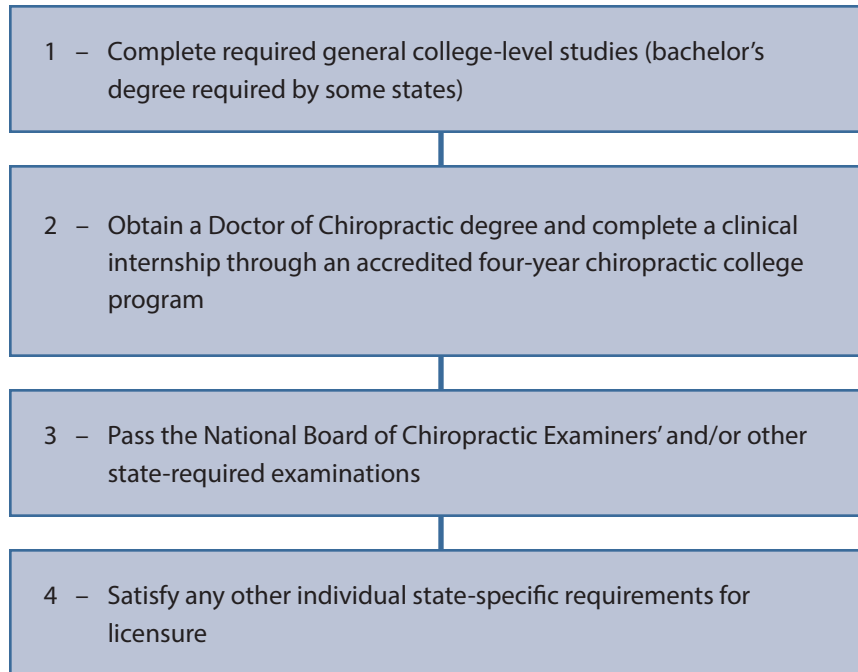 1 – Complete required general college-level studies (bachelor’s
degree required by some states)
2 – Obtain a Doctor of Chiropractic degree and complete a clinical
internship through an accredited four-year chiropractic college
program
3 – Pass the National Board of Chiropractic Examiners’ and/or other
state-required examinations
4 – Satisfy any other individual state-specific requirements for
licensure